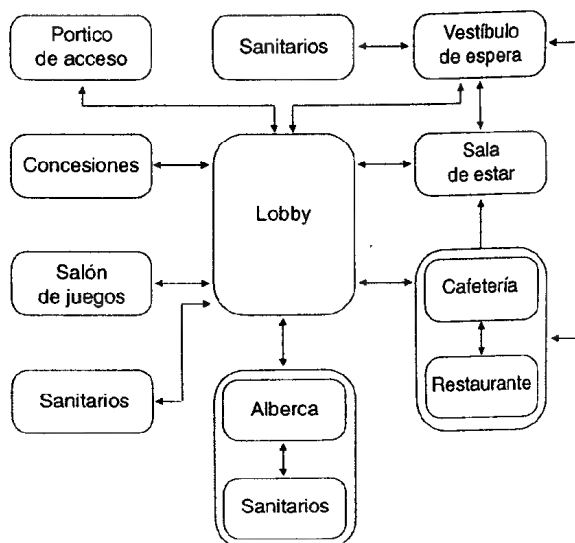 Portico
de acceso
Sanitarios
Vestíbulo
de espera
Concesiones
Lobby
Sala
de estar
Salón
de juegos
Cafetería
Sanitarios
Restaurante
Alberca
Sanitarios